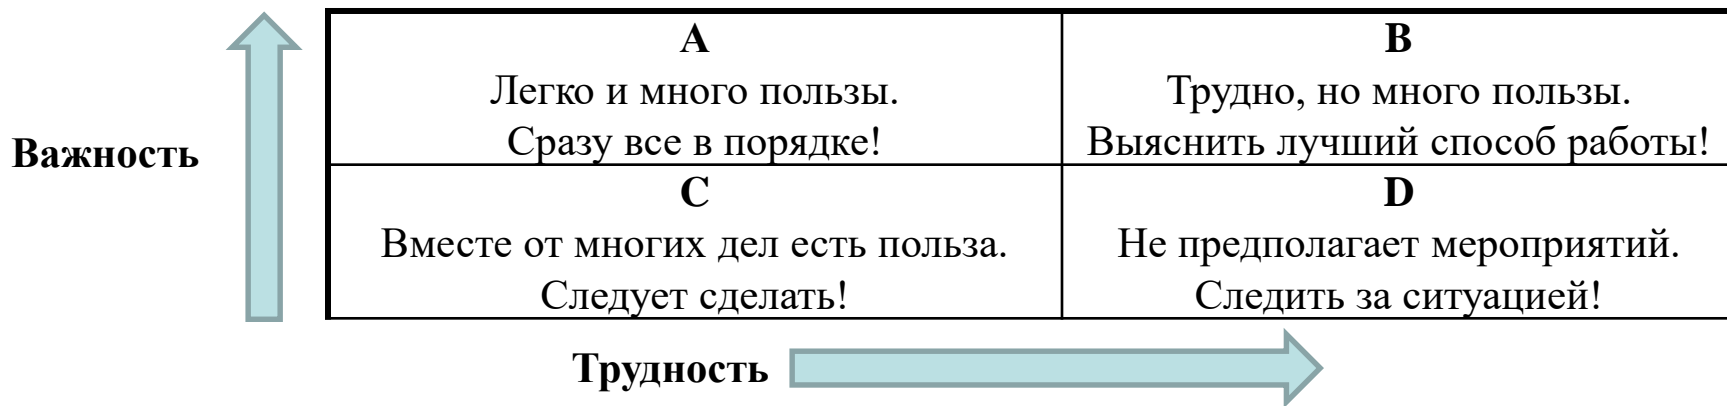 Важность
A
Легко и много пользы.
Сразу все в порядке!
B
Трудно, но много пользы.
Выяснить лучший способ работы!
C
Вместе от многих дел есть польза.
Следует сделать!
D
Не предполагает мероприятий.
Следить за ситуацией!
Трудность